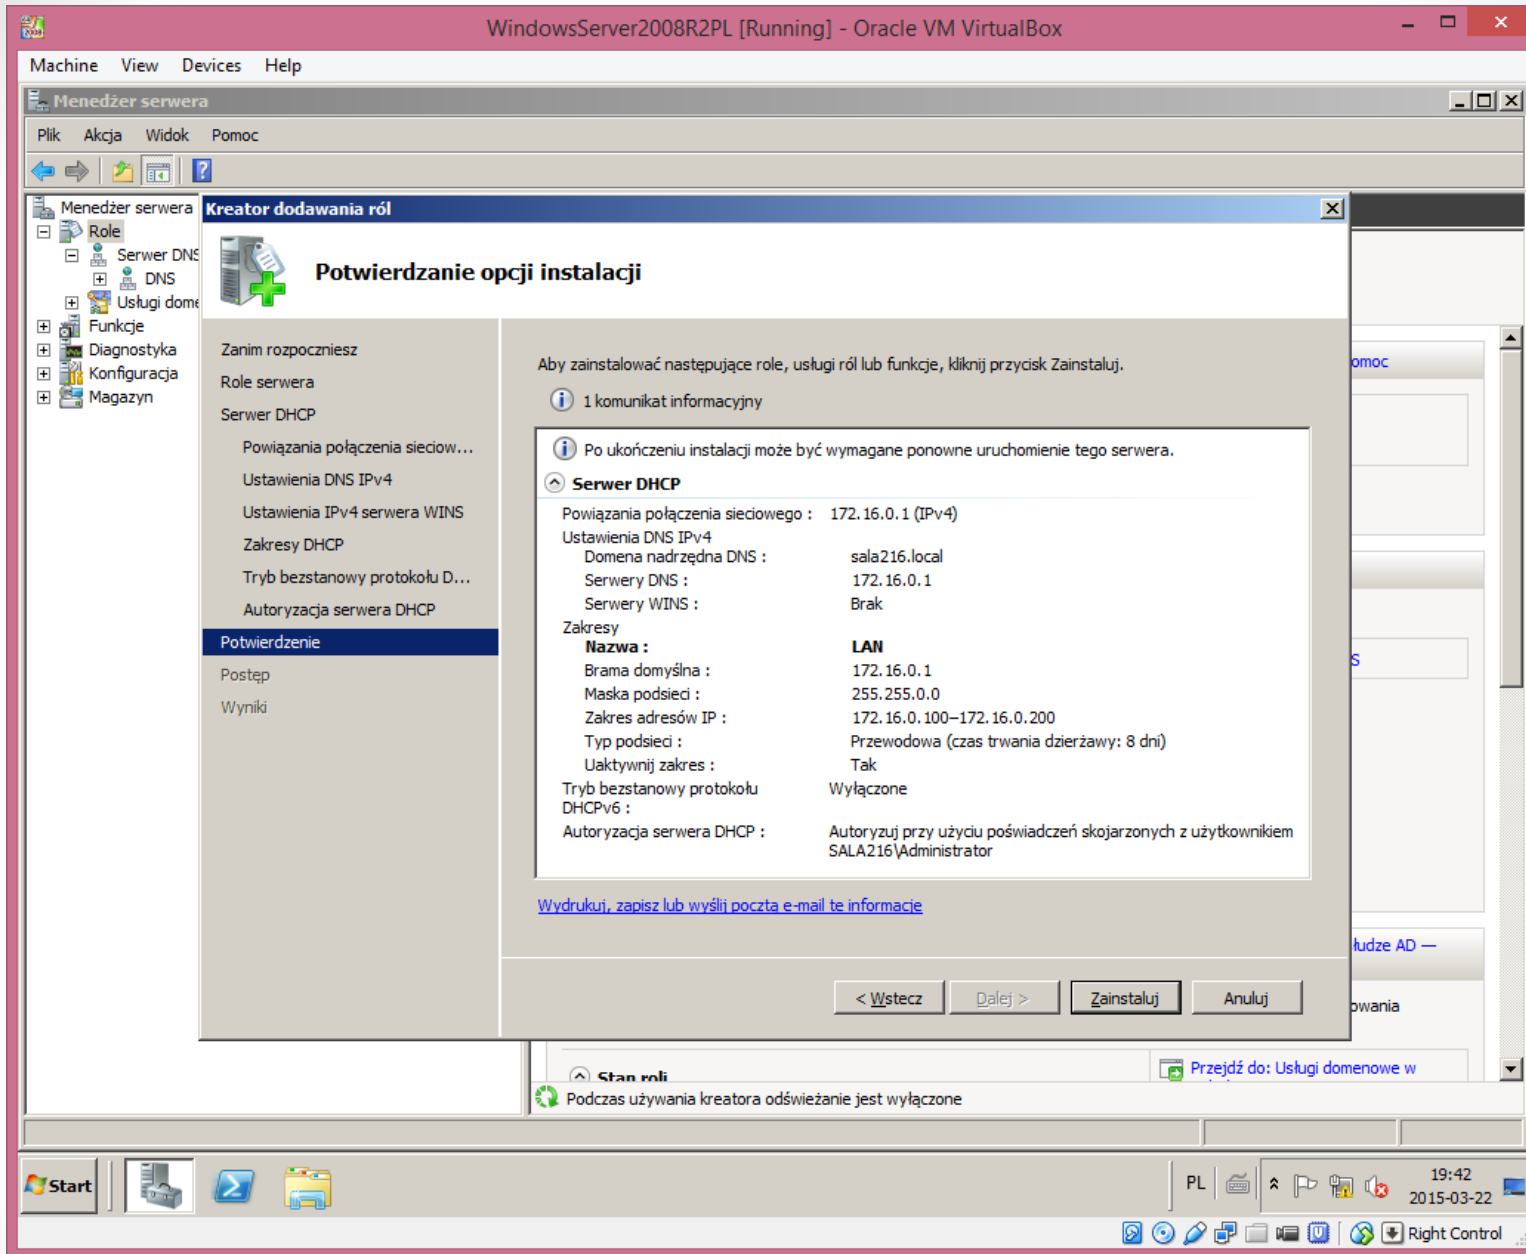 WindowsServer2008R2PL [Running] - Oracle VM VirtualBox
Machine View Devices Help
Menedżer serwera
Plik Akcja Widok Pomoc
Menedżer serwera
Role
Serwer DNS
DNS
Usługi dome
Funkcje
Diagnostyka
Konfiguracja
Magazyn
Kreator dodawania ról
Potwierdzanie opcji instalacji
Zanim rozpoczniesz
Role serwera
Serwer DHCP
Powiązania połączenia sieciow...
Ustawienia DNS IPv4
Ustawienia IPv4 serwera WINS
Zakresy DHCP
Tryb bezstanowy protokołu D...
Autoryzacja serwera DHCP
Potwierdzenie
Postęp
Wyniki
Aby zainstalować następujące role, usługi ról lub funkcje, kliknij przycisk Zainstaluj.
1 komunikat informacyjny
Po ukończeniu instalacji może być wymagane ponowne uruchomienie tego serwera.
Serwer DHCP
Powiązania połączenia sieciowego : 172.16.0.1 (IPv4)
Ustawienia DNS IPv4
Domena nadrzędna DNS : sala216.local
Serwery DNS : 172.16.0.1
Serwery WINS : Brak
Zakresy
Nazwa : LAN
Brama domyślna : 172.16.0.1
Maska podsieci : 255.255.0.0
Zakres adresów IP : 172.16.0.100–172.16.0.200
Typ podsieci : Przewodowa (czas trwania dzierżawy: 8 dni)
Uaktywnij zakres : Tak
Tryb bezstanowy protokołu DHCPv6 : Wyłączone
Autoryzacja serwera DHCP : Autoryzuj przy użyciu poświadczeń skojarzonych z użytkownikiem
SALA216\Administrator
Wydrukuj, zapisz lub wyślij pocztą e-mail te informacje
< Wstecz Dalej > Zainstaluj Anuluj
omoc
S
łudze AD —
owania
Stan roli
Przejdź do: Usługi domenowe w
Podczas używania kreatora odświeżanie jest wyłączone
Start
PL
19:42
2015-03-22
Right Control